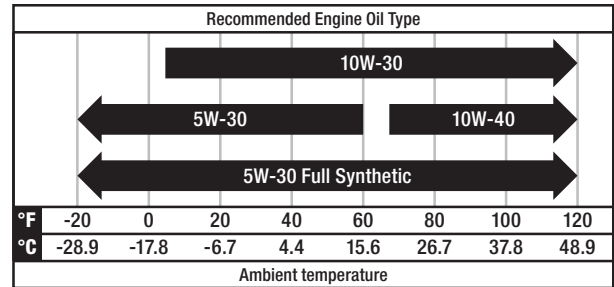 Recommended Engine Oil Type
10W-30
5W-30 10W-40
5W-30 Full Synthetic
°F -20 0 20 40 60 80 100 120
°C -28.9 -17.8 -6.7 4.4 15.6 26.7 37.8 48.9
Ambient temperature